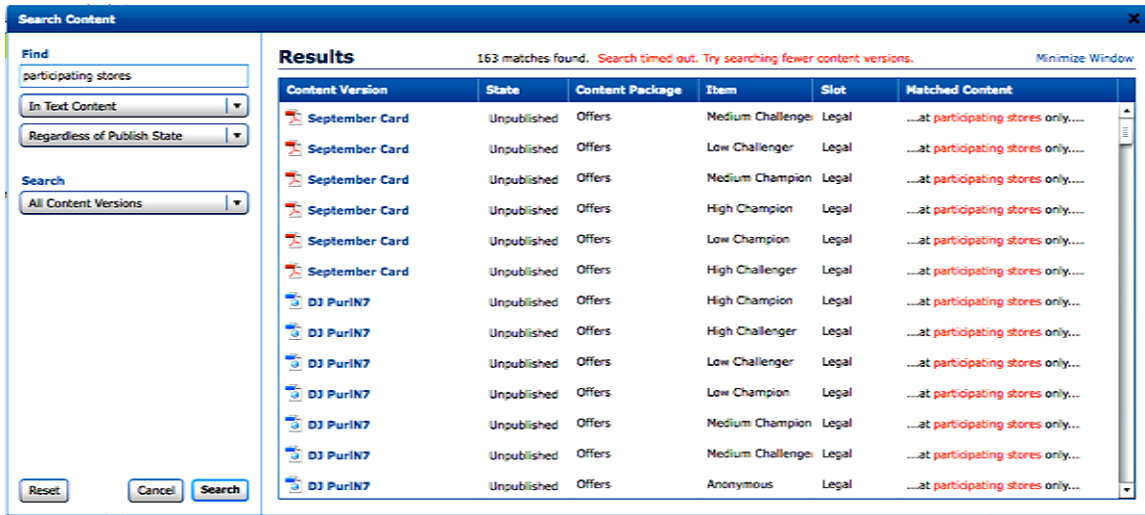 Search Content
Find
participating stores
In Text Content
Regardless of Publish State
Search
All Content Versions
Reset Cancel Search
Results 163 matches found. Search timed out. Try searching fewer content versions. Minimize Window
Content Version State Content Package Item Slot Matched Content
September Card Unpublished Offers Medium Challenge Legal ....at participating stores only.....
September Card Unpublished Offers Low Challenger Legal ....at participating stores only.....
September Card Unpublished Offers Medium Champion Legal ....at participating stores only.....
September Card Unpublished Offers High Champion Legal ....at participating stores only.....
September Card Unpublished Offers Low Champion Legal ....at participating stores only.....
September Card Unpublished Offers High Challenger Legal ....at participating stores only.....
DJ PurlN7 Unpublished Offers High Champion Legal ....at participating stores only....
DJ PurlN7 Unpublished Offers High Challenger Legal ....at participating stores only....
DJ PurlN7 Unpublished Offers Low Challenger Legal ....at participating stores only....
DJ PurlN7 Unpublished Offers Low Champion Legal ....at participating stores only....
DJ PurlN7 Unpublished Offers Medium Champion Legal ....at participating stores only....
DJ PurlN7 Unpublished Offers Medium Challenge Legal ....at participating stores only....
DJ PurlN7 Unpublished Offers Anonymous Legal ....at participating stores only....